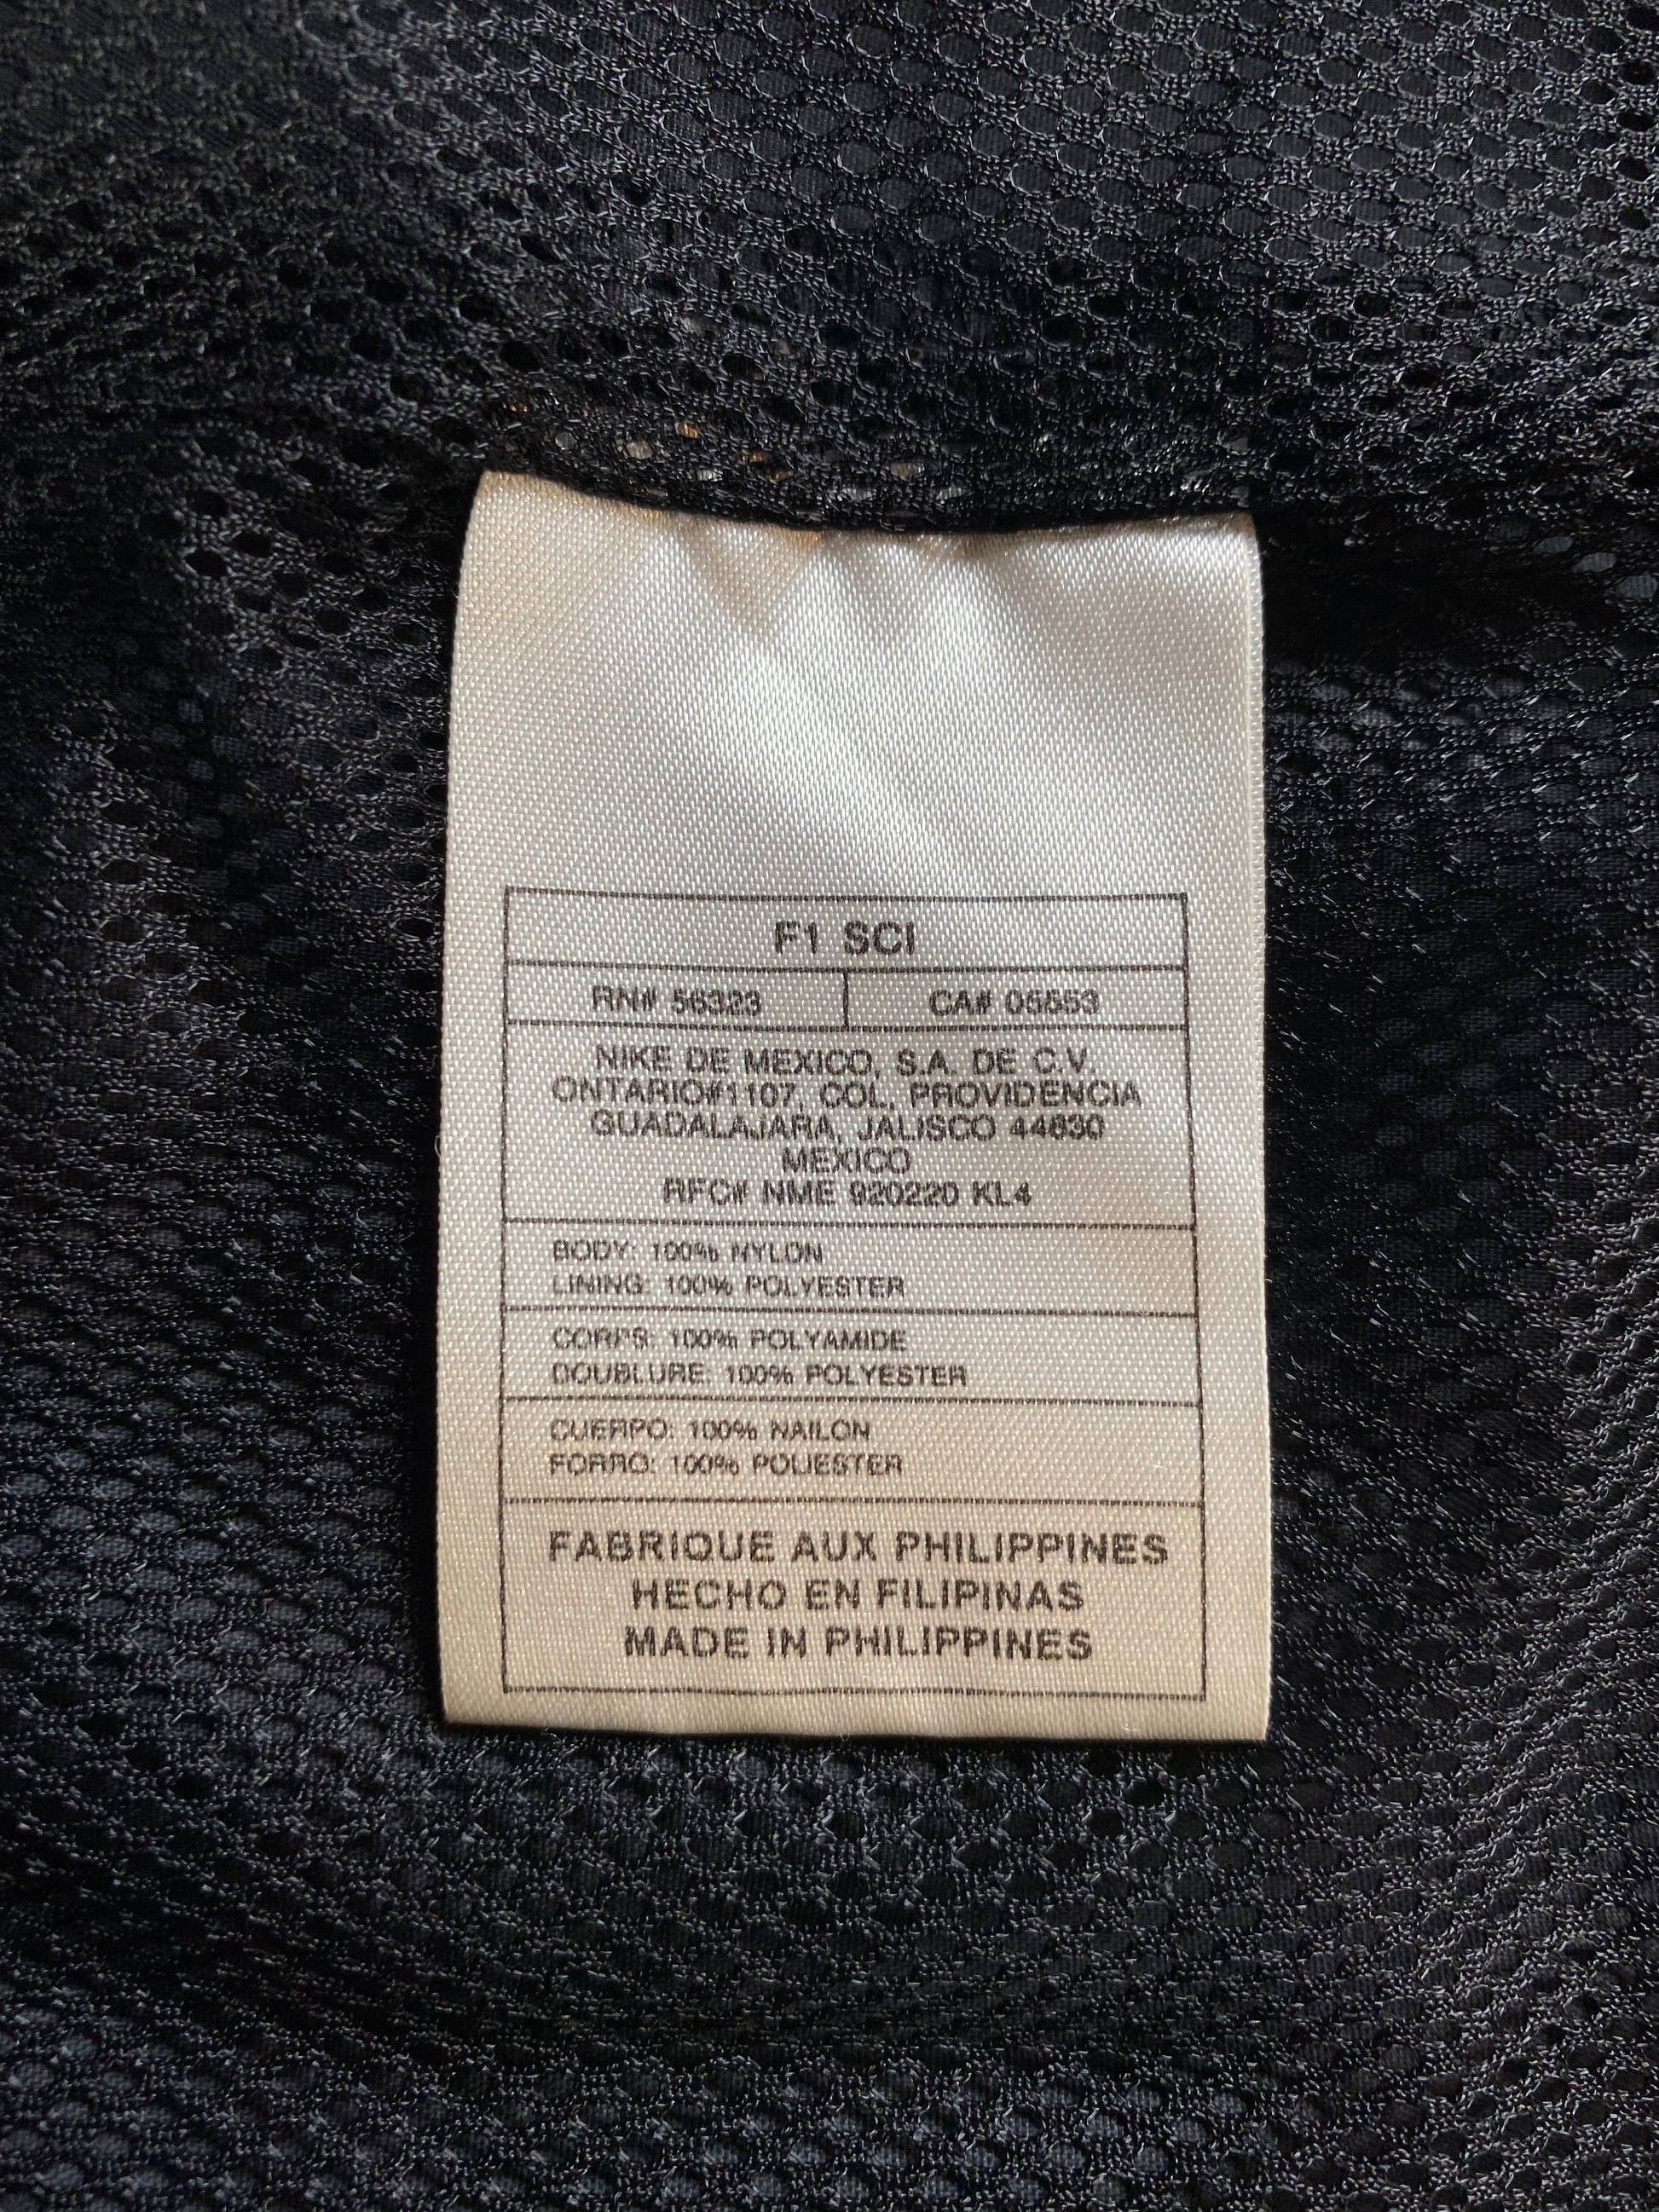 F1 SCI
RN# 56323 CA# 05553
NIKE DE MEXICO, S.A. DE C.V.
ONTARIO#1107, COL. PROVIDENCIA
GUADALAJARA, JALISCO 44630
MEXICO
RFC# NME 920220 KL4
BODY: 100% NYLON
LINING: 100% POLYESTER
CORPS: 100% POLYAMIDE
DOUBLURE: 100% POLYESTER
CUERPO: 100% NAILON
FORRO: 100% POLIESTER
FABRIQUE AUX PHILIPPINES
HECHO EN FILIPINAS
MADE IN PHILIPPINES